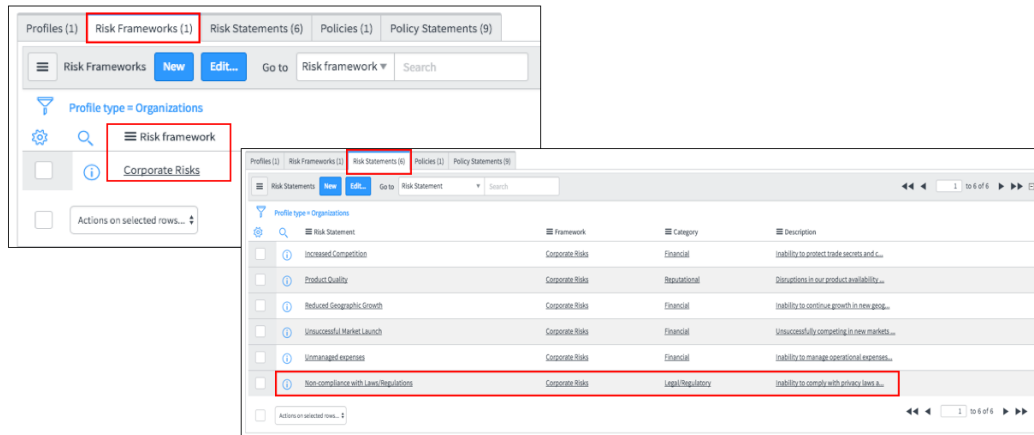 Profiles (1) Risk Frameworks (1) Risk Statements (6) Policies (1) Policy Statements (9)
Risk Frameworks New Edit... Go to Risk framework Search
Profile type = Organizations
Risk framework
Corporate Risks
Actions on selected rows...
Profiles (1) Risk Frameworks (1) Risk Statements (6) Policies (1) Policy Statements (9)
Risk Statements New Edit... Go to Risk Statement Search 1 to 6 of 6
Profile type = Organizations
Risk Statement Framework Category Description
Increased Competition Corporate Risks Financial Inability to protect trade secrets and c...
Product Quality Corporate Risks Reputational Disruptions in our product availability ...
Reduced Geographic Growth Corporate Risks Financial Inability to continue growth in new geog...
Unsuccessful Market Launch Corporate Risks Financial Unsuccessfully competing in new markets ...
Unmanaged expenses Corporate Risks Financial Inability to manage operational expenses...
Non-compliance with Laws/Regulations Corporate Risks Legal/Regulatory Inability to comply with privacy laws a...
Actions on selected rows... 1 to 6 of 6